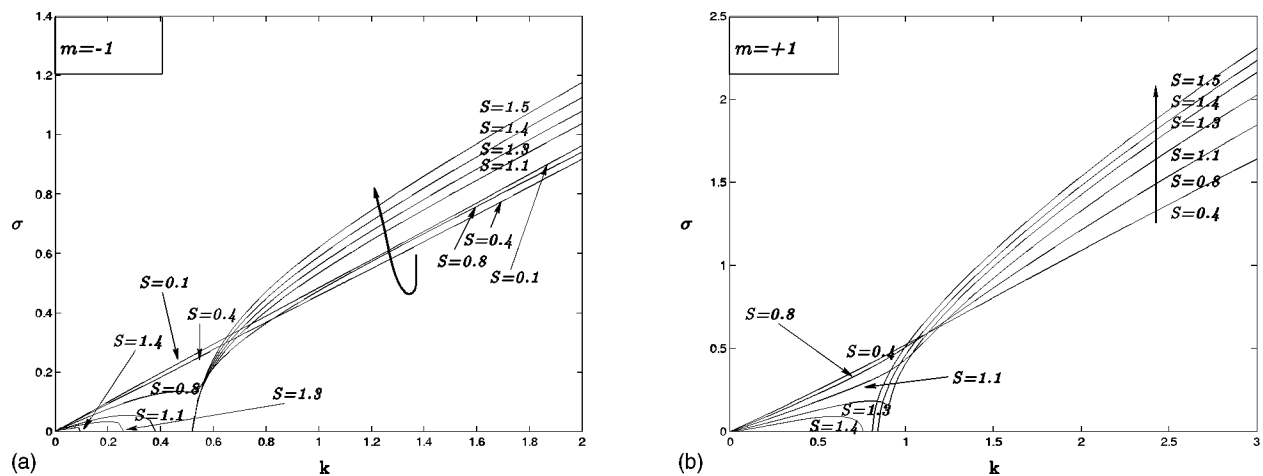 m=-1
1.4
1.2
1
0.8
0.6
0.4
0.2
0
σ
S=1.5
S=1.4
S=1.3
S=1.1
S=0.4
S=0.8
S=0.1
S=0.1
S=0.4
S=1.4
S=0.8
S=1.3
S=1.1
0 0.2 0.4 0.6 0.8 1 1.2 1.4 1.6 1.8 2
k
(a)
m=+1
2.5
2
1.5
1
0.5
0
σ
S=1.5
S=1.4
S=1.3
S=1.1
S=0.8
S=0.4
S=0.8
S=0.4
S=1.1
S=1.3
S=1.4
0 0.5 1 1.5 2 2.5 3
k
(b)